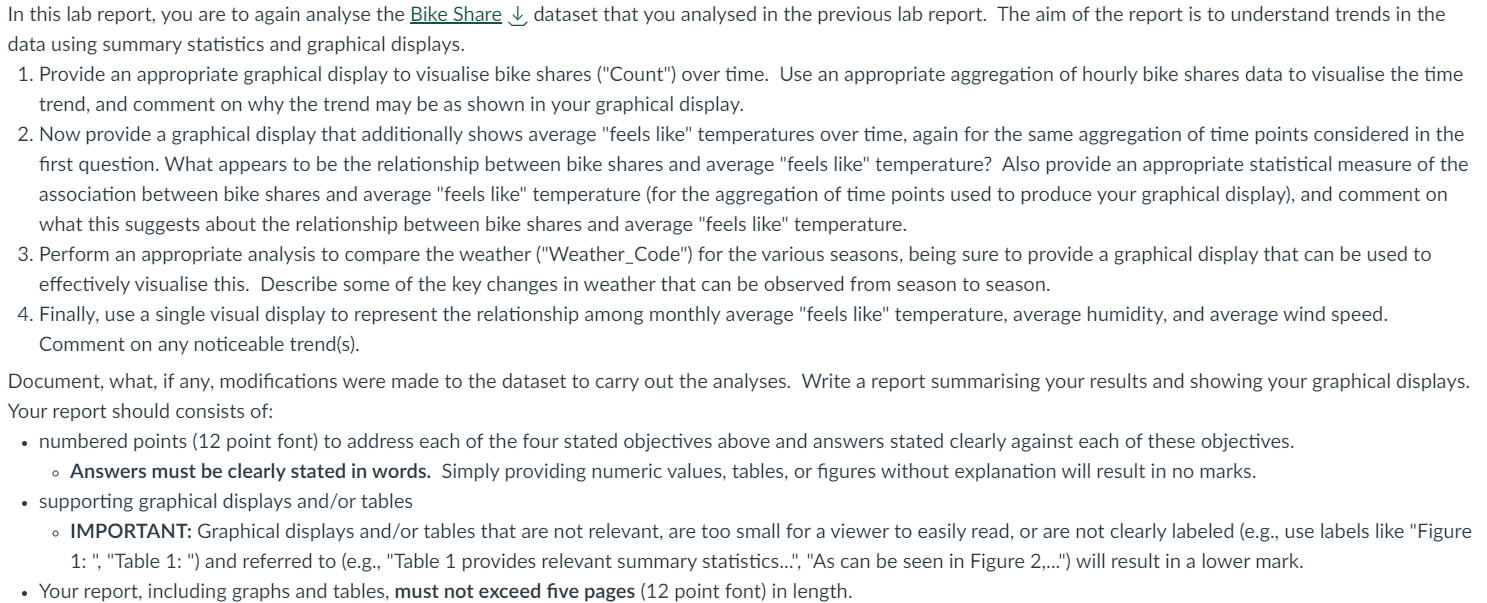 In this lab report, you are to again analyse the Bike Share dataset that you analysed in the previous lab report.  The aim of the report is to understand trends in the
data using summary statistics and graphical displays.
1. Provide an appropriate graphical display to visualise bike shares ("Count") over time.  Use an appropriate aggregation of hourly bike shares data to visualise the time
trend, and comment on why the trend may be as shown in your graphical display.
2. Now provide a graphical display that additionally shows average "feels like" temperatures over time, again for the same aggregation of time points considered in the
first question. What appears to be the relationship between bike shares and average "feels like" temperature?  Also provide an appropriate statistical measure of the
association between bike shares and average "feels like" temperature (for the aggregation of time points used to produce your graphical display), and comment on
what this suggests about the relationship between bike shares and average "feels like" temperature.
3. Perform an appropriate analysis to compare the weather ("Weather_Code") for the various seasons, being sure to provide a graphical display that can be used to
effectively visualise this.  Describe some of the key changes in weather that can be observed from season to season.
4. Finally, use a single visual display to represent the relationship among monthly average "feels like" temperature, average humidity, and average wind speed.
Comment on any noticeable trend(s).
Document, what, if any, modifications were made to the dataset to carry out the analyses.  Write a report summarising your results and showing your graphical displays.
Your report should consists of:
• numbered points (12 point font) to address each of the four stated objectives above and answers stated clearly against each of these objectives.
◦ Answers must be clearly stated in words.  Simply providing numeric values, tables, or figures without explanation will result in no marks.
• supporting graphical displays and/or tables
◦ IMPORTANT: Graphical displays and/or tables that are not relevant, are too small for a viewer to easily read, or are not clearly labeled (e.g., use labels like "Figure
1: ", "Table 1: ") and referred to (e.g., "Table 1 provides relevant summary statistics...", "As can be seen in Figure 2,...") will result in a lower mark.
• Your report, including graphs and tables, must not exceed five pages (12 point font) in length.